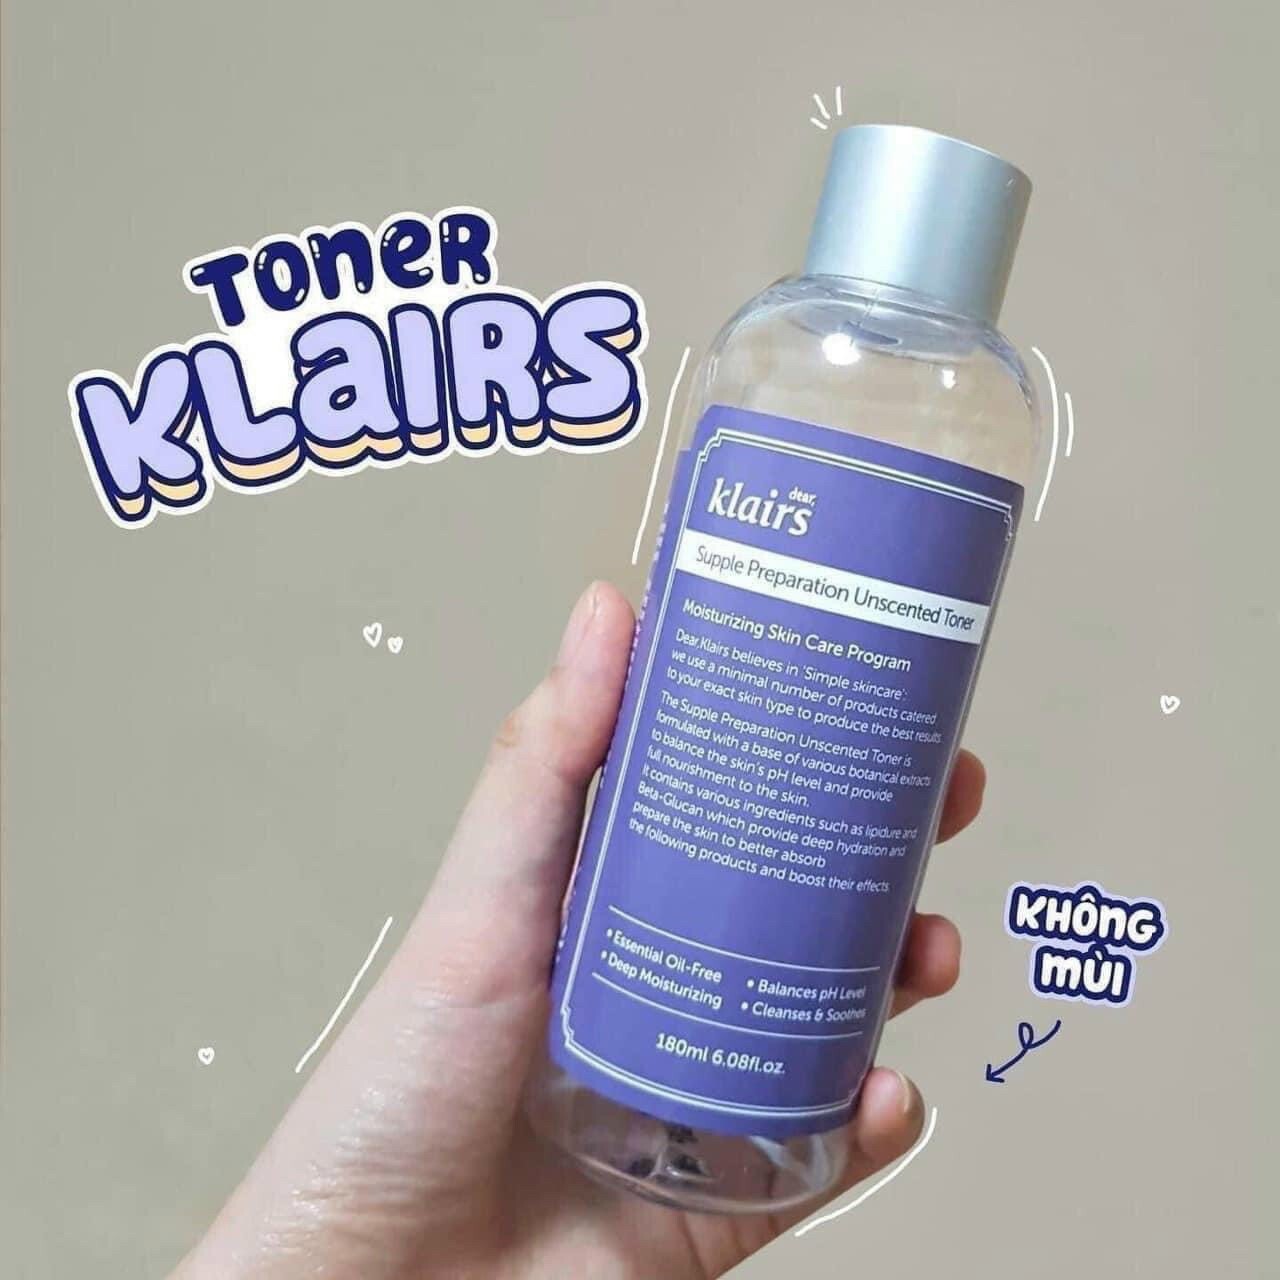 TONER
KLAIRS
dear,
klairs
Supple Preparation Unscented Toner
Moisturizing Skin Care Program
Dear,Klairs believes in 'Simple skincare':
we use a minimal number of products catered
to your exact skin type to produce the best results.
The Supple Preparation Unscented Toner is
formulated with a base of various botanical extracts
to balance the skin's pH level and provide
full nourishment to the skin.
It contains various ingredients such as lipidure and
Beta-Glucan which provide deep hydration and
prepare the skin to better absorb
the following products and boost their effects.
• Essential Oil-Free
• Balances pH Level
• Deep Moisturizing
• Cleanses & Soothes
180ml 6.08fl.oz.
KHÔNG
MÙI